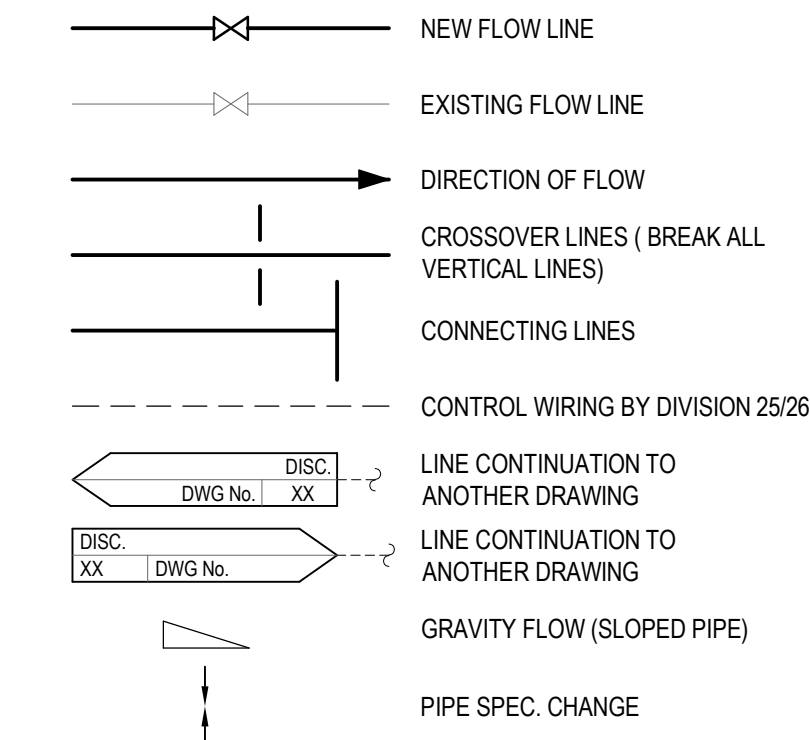 NEW FLOW LINE
EXISTING FLOW LINE
DIRECTION OF FLOW
CROSSOVER LINES ( BREAK ALL
VERTICAL LINES)
CONNECTING LINES
CONTROL WIRING BY DIVISION 25/26
DISC.
DWG No. XX
LINE CONTINUATION TO
ANOTHER DRAWING
DISC.
XX DWG No.
LINE CONTINUATION TO
ANOTHER DRAWING
GRAVITY FLOW (SLOPED PIPE)
PIPE SPEC. CHANGE